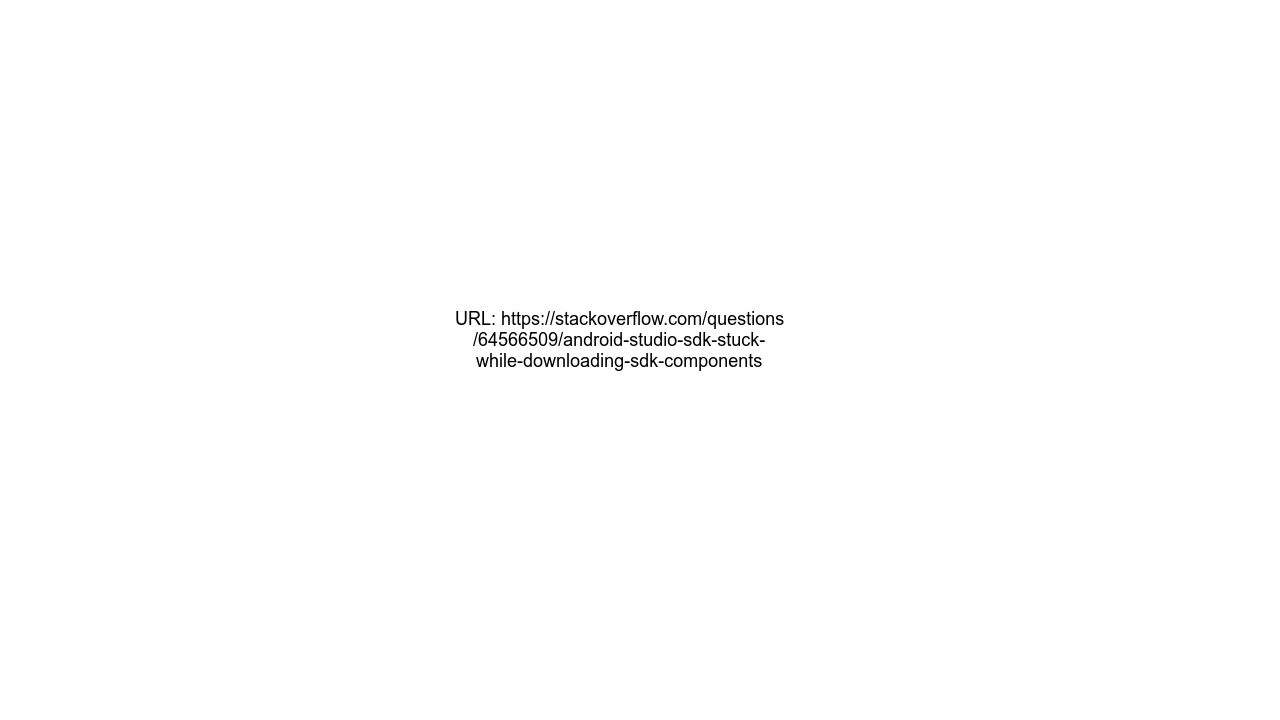 URL: https://stackoverflow.com/questions
/64566509/android-studio-sdk-stuck-
while-downloading-sdk-components